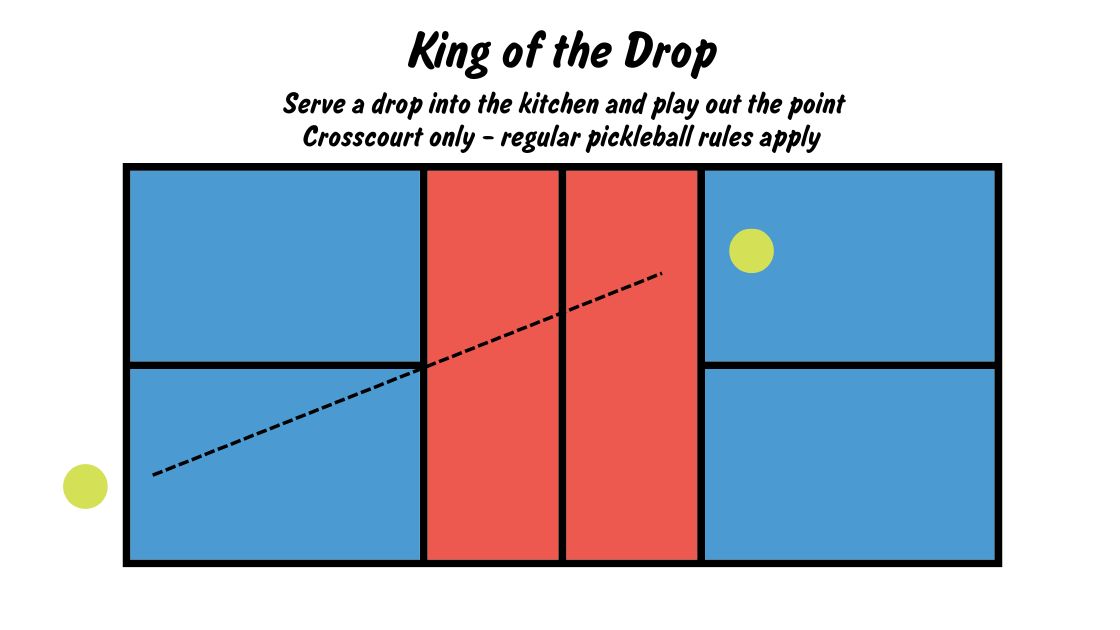 King of the Drop
Serve a drop into the kitchen and play out the point
Crosscourt only – regular pickleball rules apply